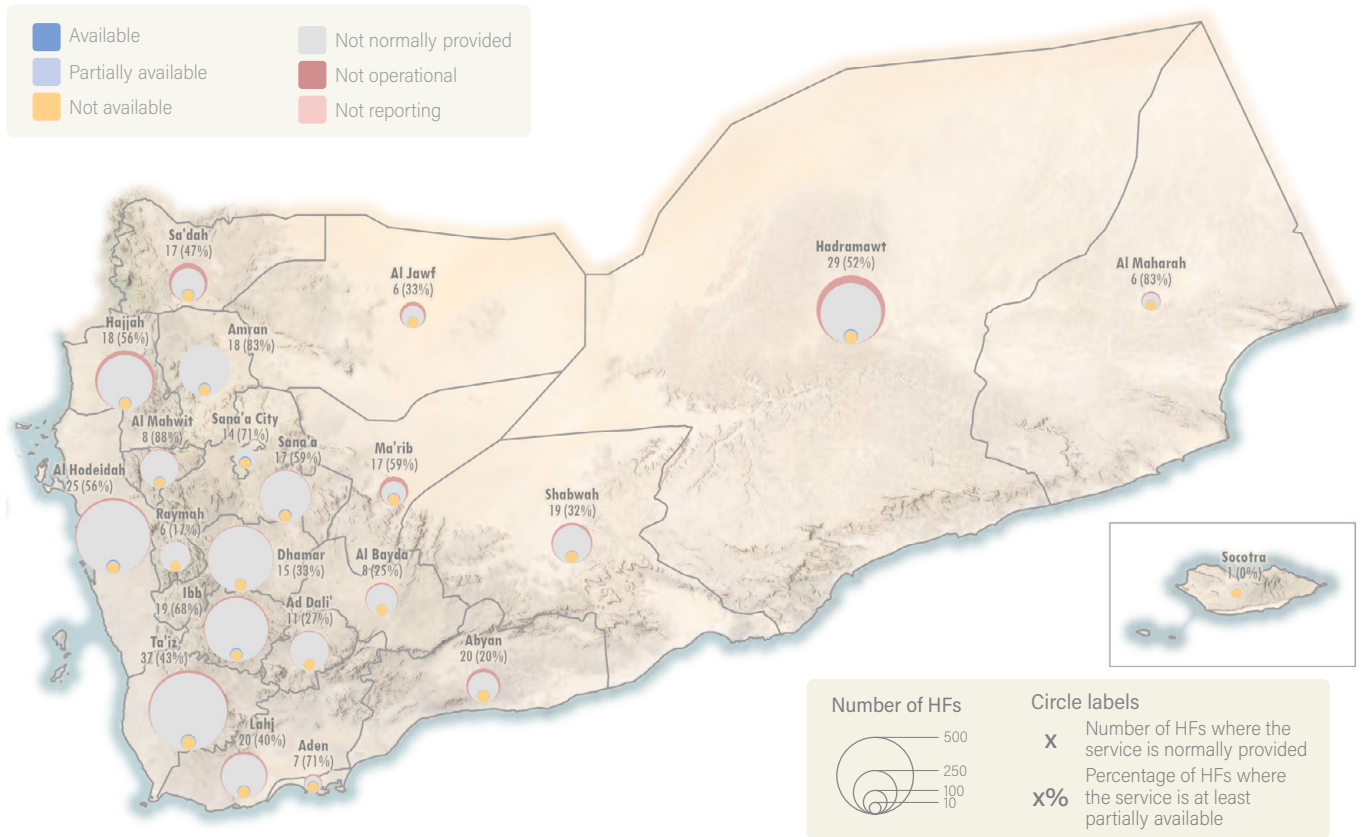 Available
Partially available
Not available
Not normally provided
Not operational
Not reporting
Sa'dah
17 (47%)
Al Jawf
6 (33%)
Hadramawt
29 (52%)
Al Maharah
6 (83%)
Hajjah
18 (56%)
Amran
18 (83%)
Al Mahwit
8 (88%)
Sana'a City
14 (71%)
Sana'a
17 (59%)
Ma'rib
17 (59%)
Al Hodeidah
25 (56%)
Shabwah
19 (32%)
Raymah
6 (17%)
Dhamar
15 (33%)
Al Bayda
8 (25%)
Socotra
1 (0%)
Ibb
19 (68%)
Ad Dali'
11 (27%)
Ta'iz
37 (43%)
Abyan
20 (20%)
Lahj
20 (40%)
Aden
7 (71%)
Number of HFs
500
250
100
10
Circle labels
x Number of HFs where the
service is normally provided
x% Percentage of HFs where
the service is at least
partially available